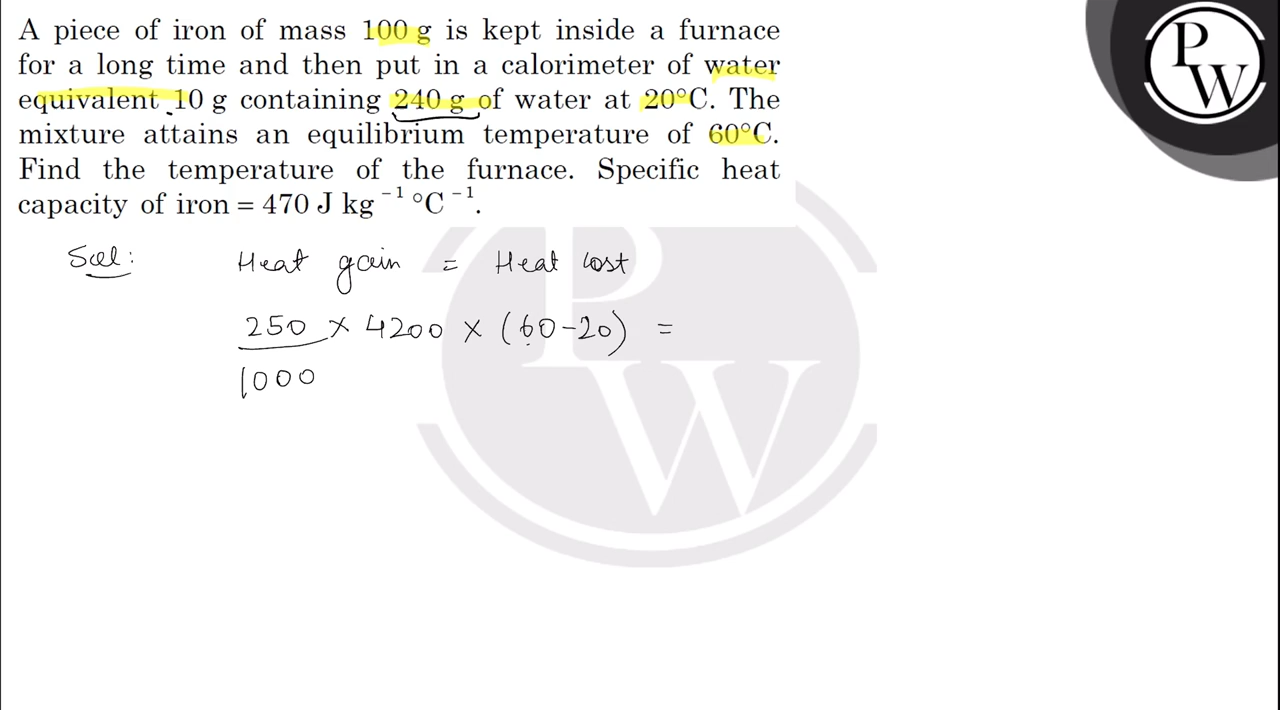 A piece of iron of mass 100 g is kept inside a furnace
for a long time and then put in a calorimeter of water
equivalent 10 g containing 240 g of water at 20°C. The
mixture attains an equilibrium temperature of 60°C.
Find the temperature of the furnace. Specific heat
capacity of iron = 470 J kg⁻¹ °C⁻¹.
Sol:
Heat gain = Heat lost
250 × 4200 × (60-20) =
1000
P
W
P
W